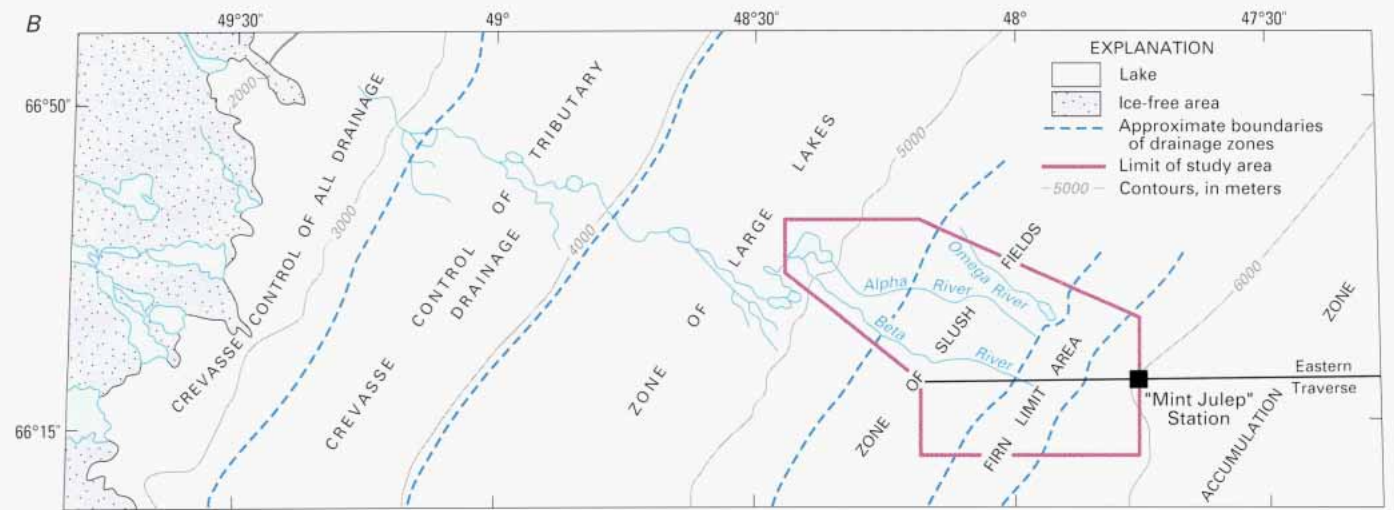 B
49°30"
49°
48°30"
48°
47°30"
66°50"
66°15"
EXPLANATION
Lake
Ice-free area
Approximate boundaries
of drainage zones
Limit of study area
5000 Contours, in meters
2000
3000
4000
5000
6000
CREVASSE CONTROL OF ALL DRAINAGE
CREVASSE CONTROL OF TRIBUTARY
DRAINAGE
ZONE OF LARGE LAKES
ZONE OF SLUSH FIELDS
FIRN LIMIT AREA
ACCUMULATION ZONE
Omega River
Alpha River
Beta River
Eastern
Traverse
"Mint Julep"
Station